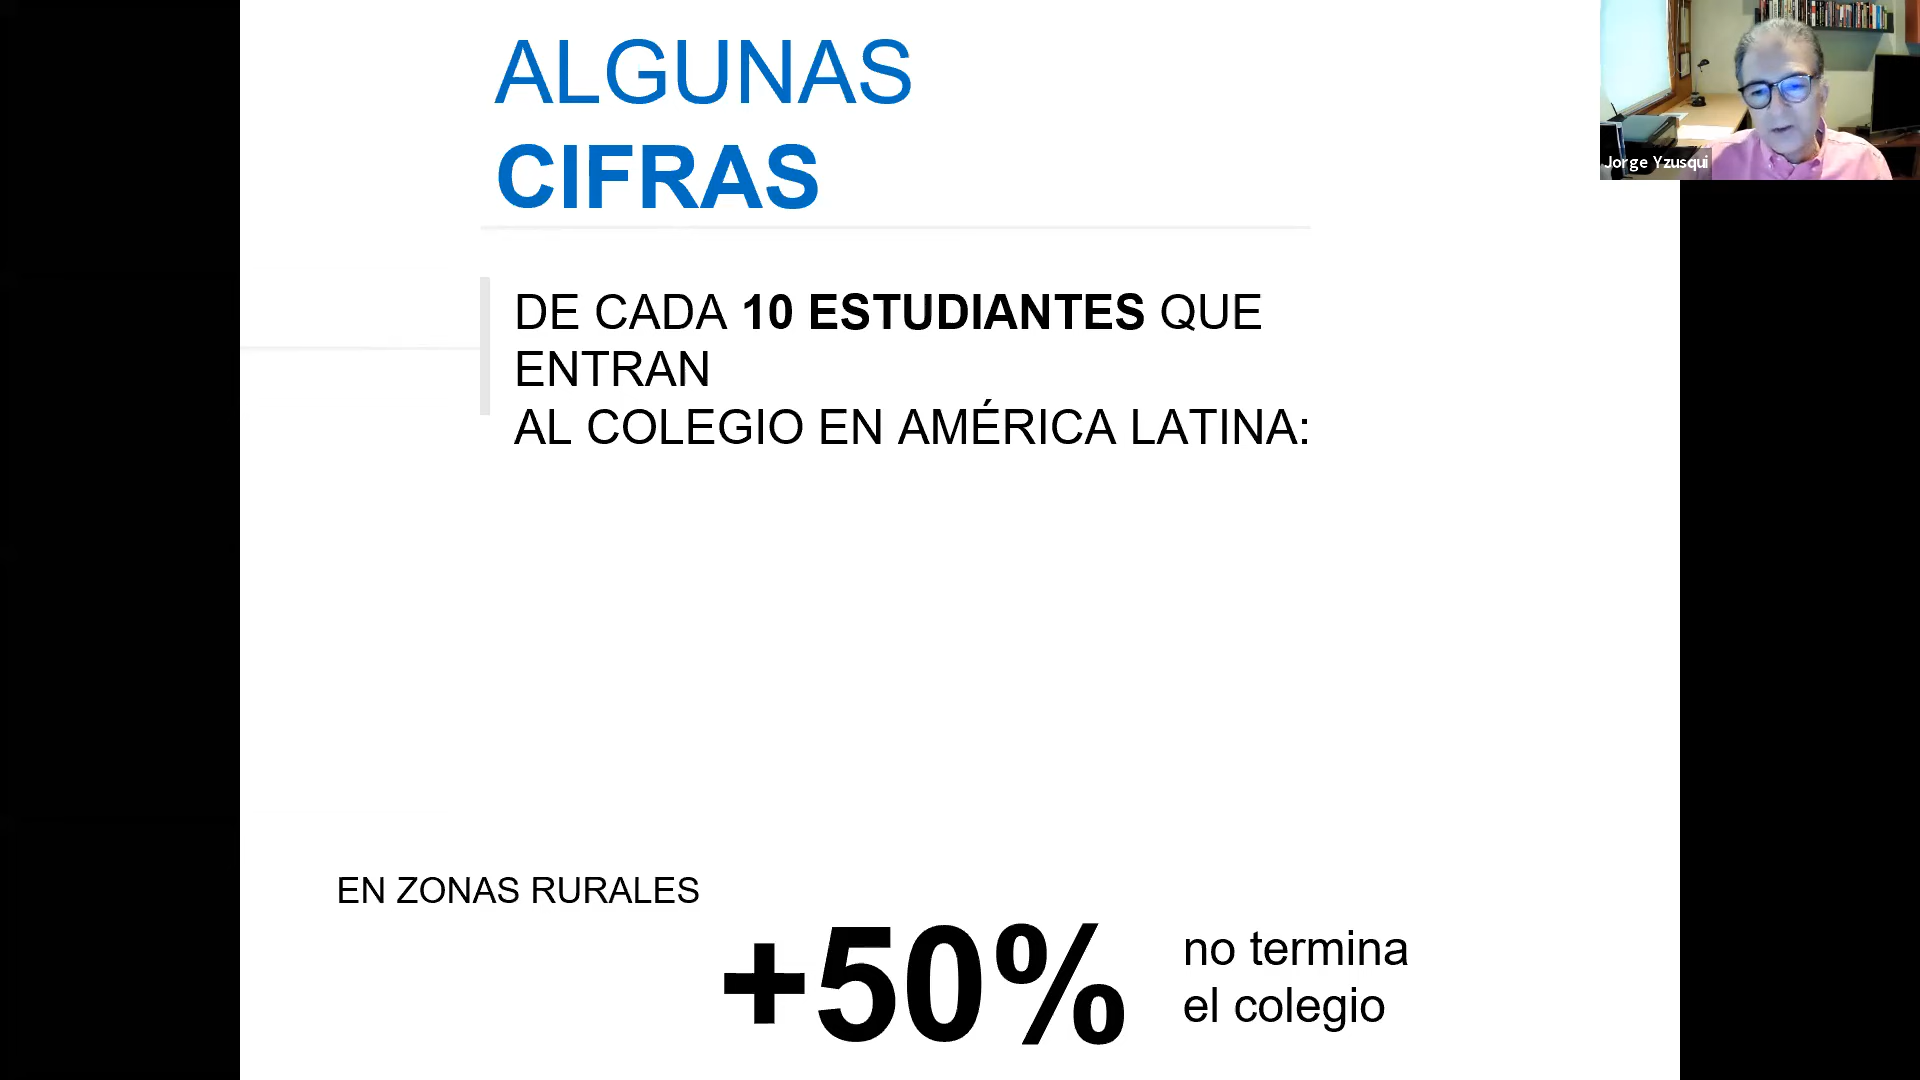 ALGUNAS
CIFRAS
Jorge Yzusqui
DE CADA 10 ESTUDIANTES QUE
ENTRAN
AL COLEGIO EN AMÉRICA LATINA:
EN ZONAS RURALES
+50%
no termina
el colegio